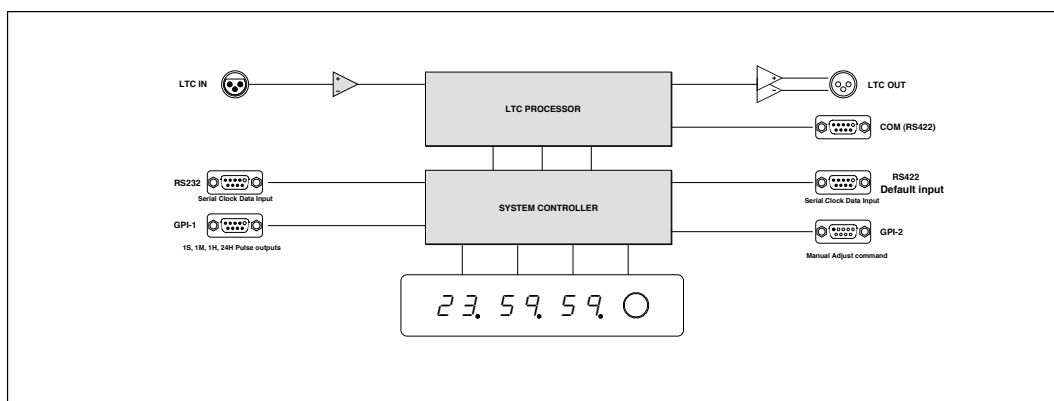 LTC IN
LTC PROCESSOR
LTC OUT
COM (RS422)
RS232
Serial Clock Data Input
SYSTEM CONTROLLER
RS422
Default input
Serial Clock Data Input
GPI-1
1S, 1M, 1H, 24H Pulse outputs
GPI-2
Manual Adjust command
23. 59. 59.